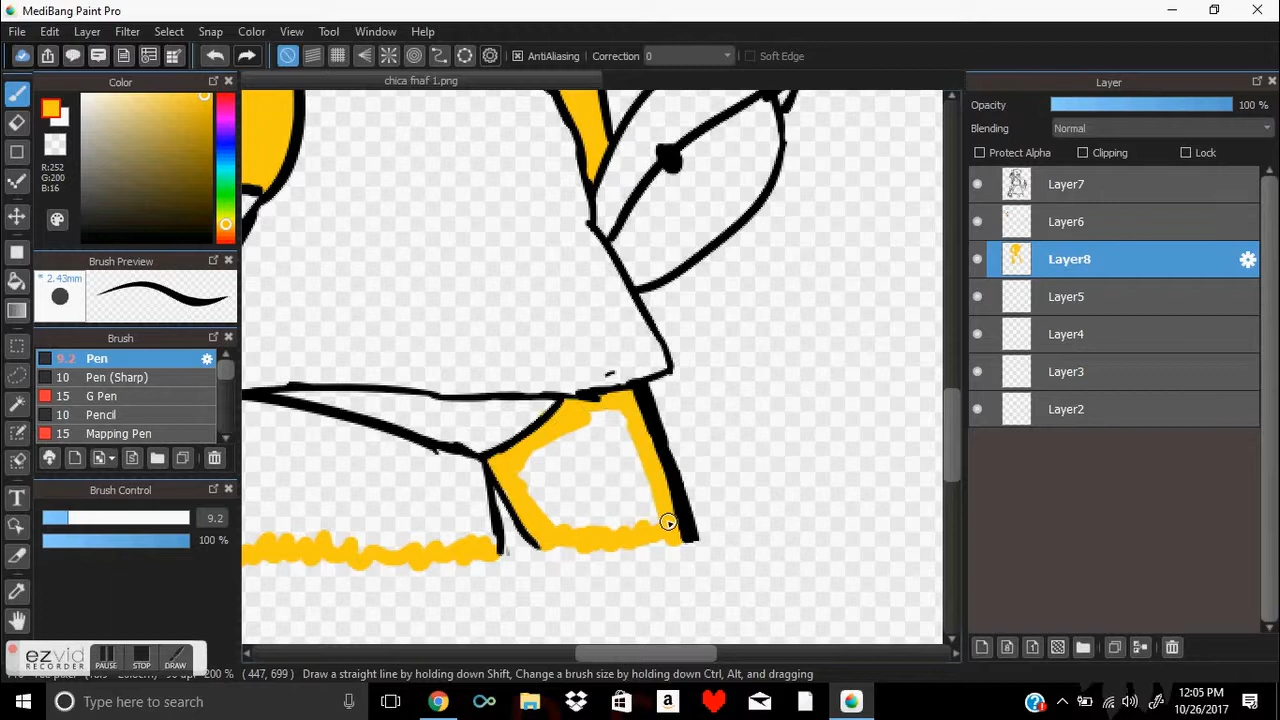 MediBang Paint Pro
File Edit Layer Filter Select Snap Color View Tool Window Help
AntiAliasing Correction 0 Soft Edge
Color
chica fnaf 1.png
Layer
R:252
G:200
B:16
Opacity 100 %
Blending Normal
Protect Alpha Clipping Lock
Layer7
Layer6
Layer8
Layer5
Layer4
Layer3
Layer2
Brush Preview
* 2.43mm
Brush
9.2 Pen
10 Pen (Sharp)
15 G Pen
10 Pencil
15 Mapping Pen
Brush Control
9.2
100 %
ezvid
RECORDER
PAUSE STOP DRAW
200 % ( 447, 699 ) Draw a straight line by holding down Shift, Change a brush size by holding down Ctrl, Alt, and dragging
Type here to search
12:05 PM
10/26/2017